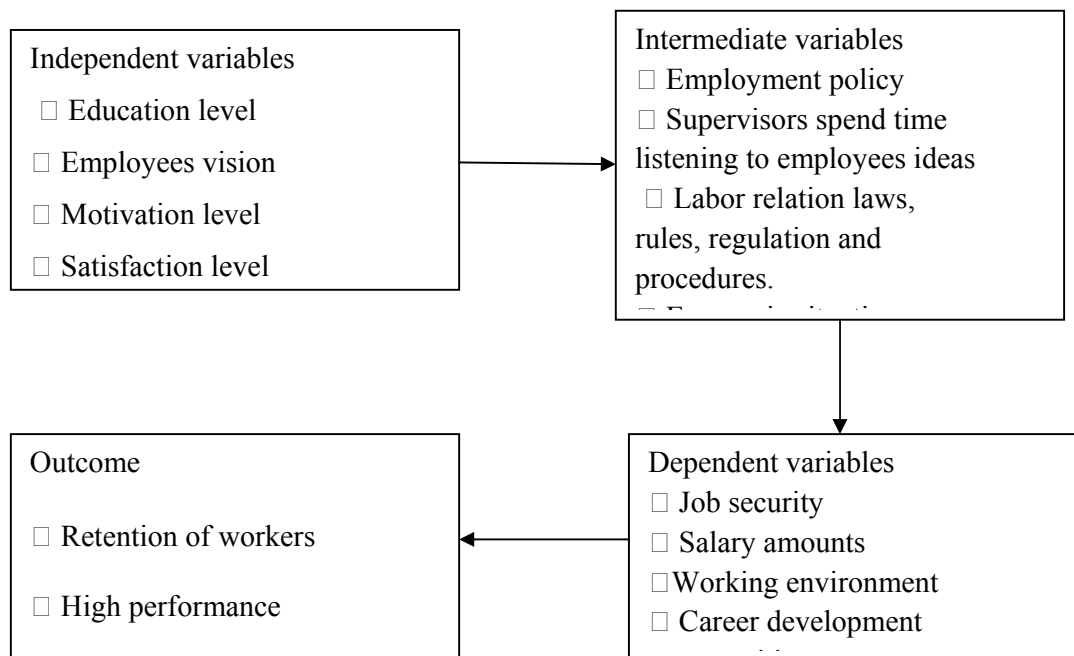 Independent variables
□ Education level
□ Employees vision
□ Motivation level
□ Satisfaction level
Intermediate variables
□ Employment policy
□ Supervisors spend time
listening to employees ideas
□ Labor relation laws,
rules, regulation and
procedures.
Outcome
□ Retention of workers
□ High performance
Dependent variables
□ Job security
□ Salary amounts
□Working environment
□ Career development